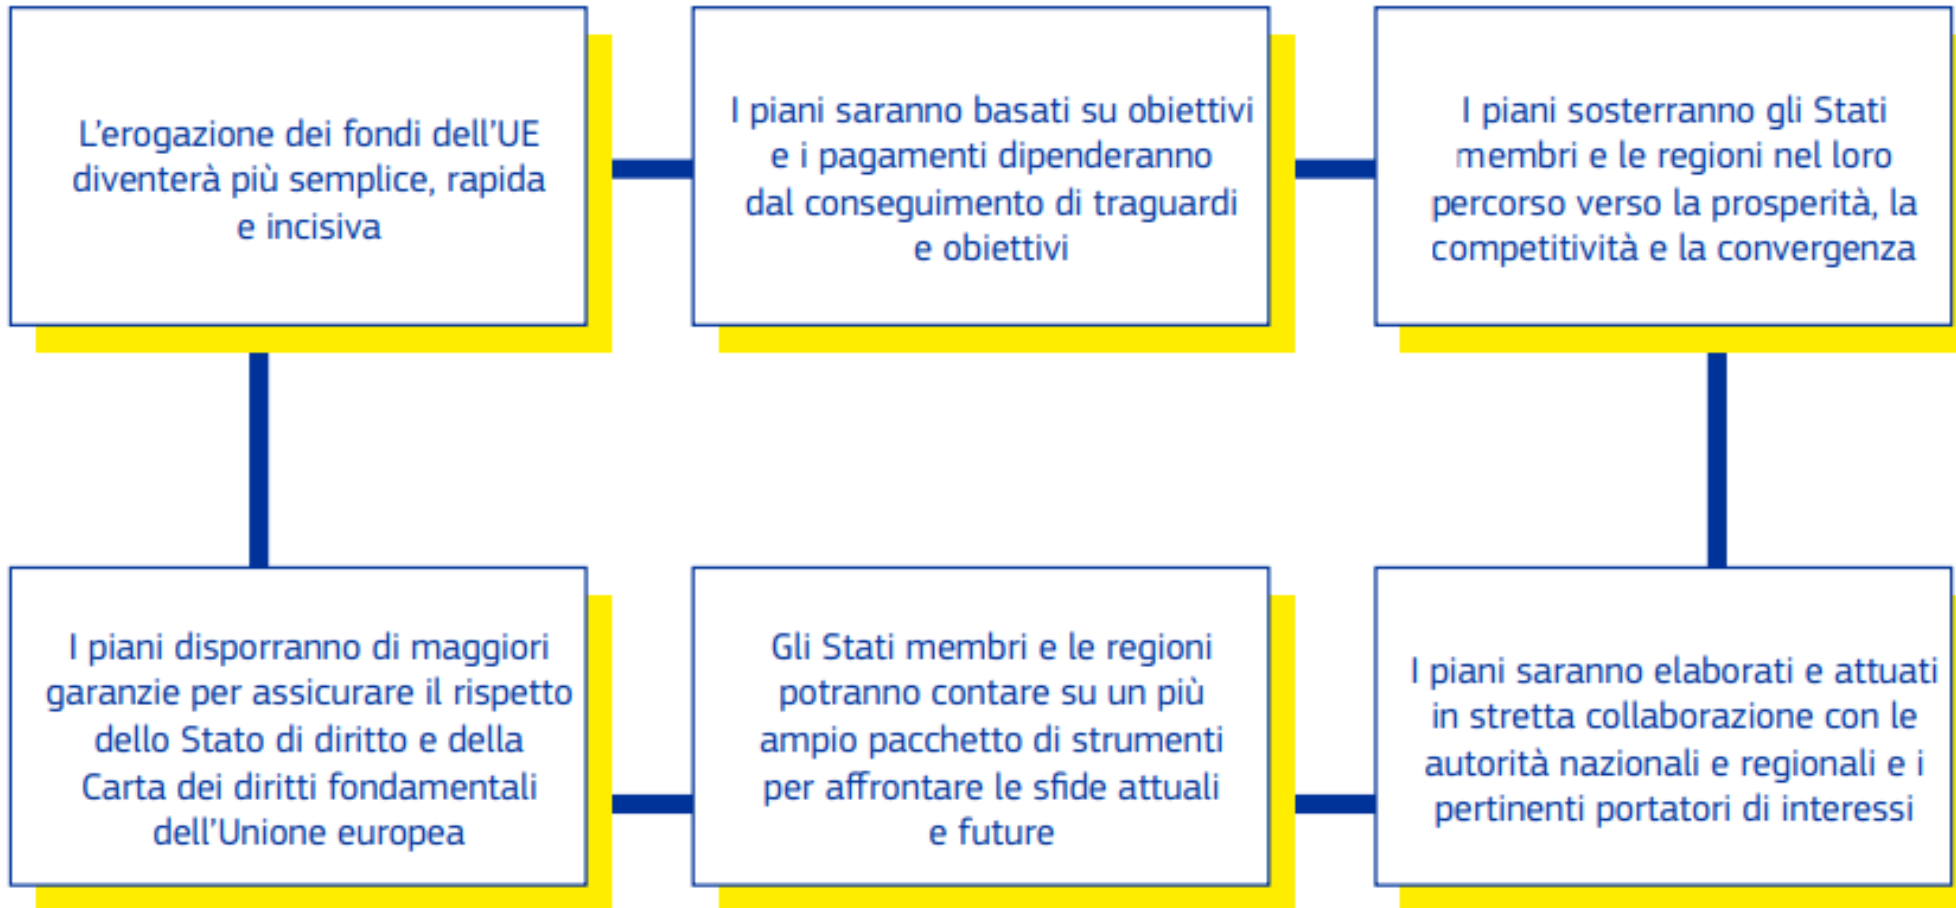 L'erogazione dei fondi dell'UE
diventerà più semplice, rapida
e incisiva
I piani saranno basati su obiettivi
e i pagamenti dipenderanno
dal conseguimento di traguardi
e obiettivi
I piani sosterranno gli Stati
membri e le regioni nel loro
percorso verso la prosperità, la
competitività e la convergenza
I piani disporranno di maggiori
garanzie per assicurare il rispetto
dello Stato di diritto e della
Carta dei diritti fondamentali
dell'Unione europea
Gli Stati membri e le regioni
potranno contare su un più
ampio pacchetto di strumenti
per affrontare le sfide attuali
e future
I piani saranno elaborati e attuati
in stretta collaborazione con le
autorità nazionali e regionali e i
pertinenti portatori di interessi